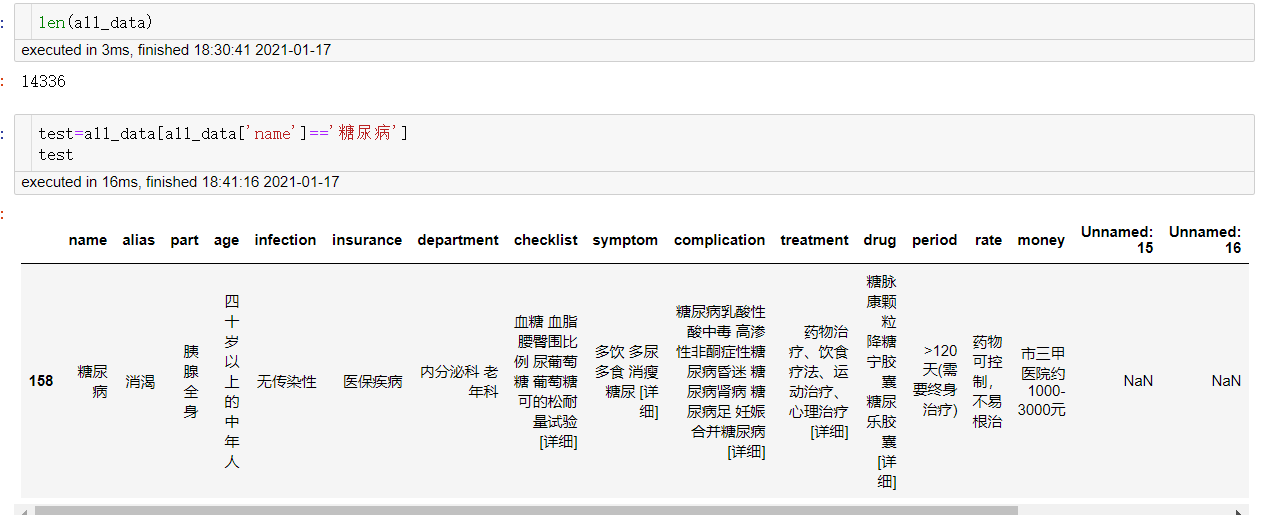 len(all_data)
executed in 3ms, finished 18:30:41 2021-01-17
14336
test=all_data[all_data['name']=='糖尿病']
test
executed in 16ms, finished 18:41:16 2021-01-17
name alias part age infection insurance department checklist symptom complication treatment drug period rate money Unnamed: 15 Unnamed: 16
158
糖尿
病
消渴
胰
腺
全
身
四
十
岁
以
上
的
中
年
人
无传染性
医保疾病
内分泌科 老
年科
血糖 血脂
腰臀围比
例 尿葡萄
糖 葡萄糖
可的松耐
量试验
[详细]
多饮 多尿
多食 消瘦
糖尿 [详
细]
糖尿病乳酸性
酸中毒 高渗
性非酮症性糖
尿病昏迷 糖
尿病肾病 糖
尿病足 妊娠
合并糖尿病
[详细]
药物治
疗、饮食
疗法、运
动治疗、
心理治疗
[详细]
糖脉
康颗
粒
降糖
宁胶
囊
糖尿
乐胶
囊
[详
细]
>120
天(需
要终身
治疗)
药物
可控
制，
不易
根治
市三甲
医院约
1000-
3000元
NaN
NaN